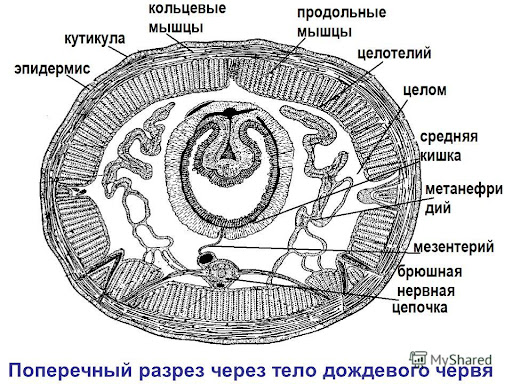 кольцевые
мышцы
продольные
мышцы
кутикула
целотелий
эпидермис
целом
средняя
кишка
метанефри
дий
мезентерий
брюшная
нервная
цепочка
Поперечный разрез через тело дождевого червя
MyShared